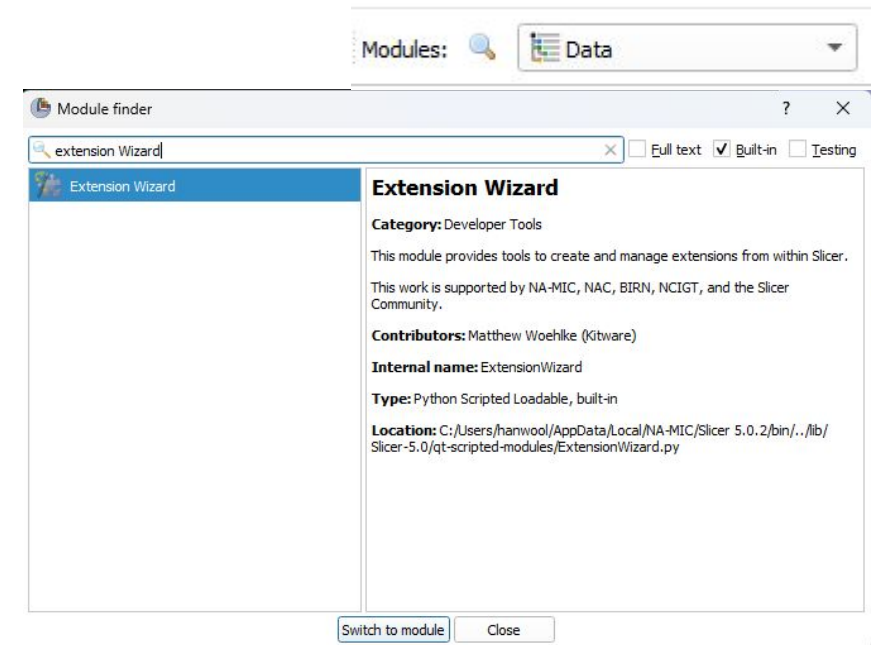 Modules: Data
Module finder ? ×
extension Wizard Full text Built-in Testing
Extension Wizard
Extension Wizard
Category: Developer Tools
This module provides tools to create and manage extensions from within Slicer.
This work is supported by NA-MIC, NAC, BIRN, NCIGT, and the Slicer
Community.
Contributors: Matthew Woehlke (Kitware)
Internal name: ExtensionWizard
Type: Python Scripted Loadable, built-in
Location: C:/Users/hanwool/AppData/Local/NA-MIC/Slicer 5.0.2/bin/../lib/
Slicer-5.0/qt-scripted-modules/ExtensionWizard.py
Switch to module Close